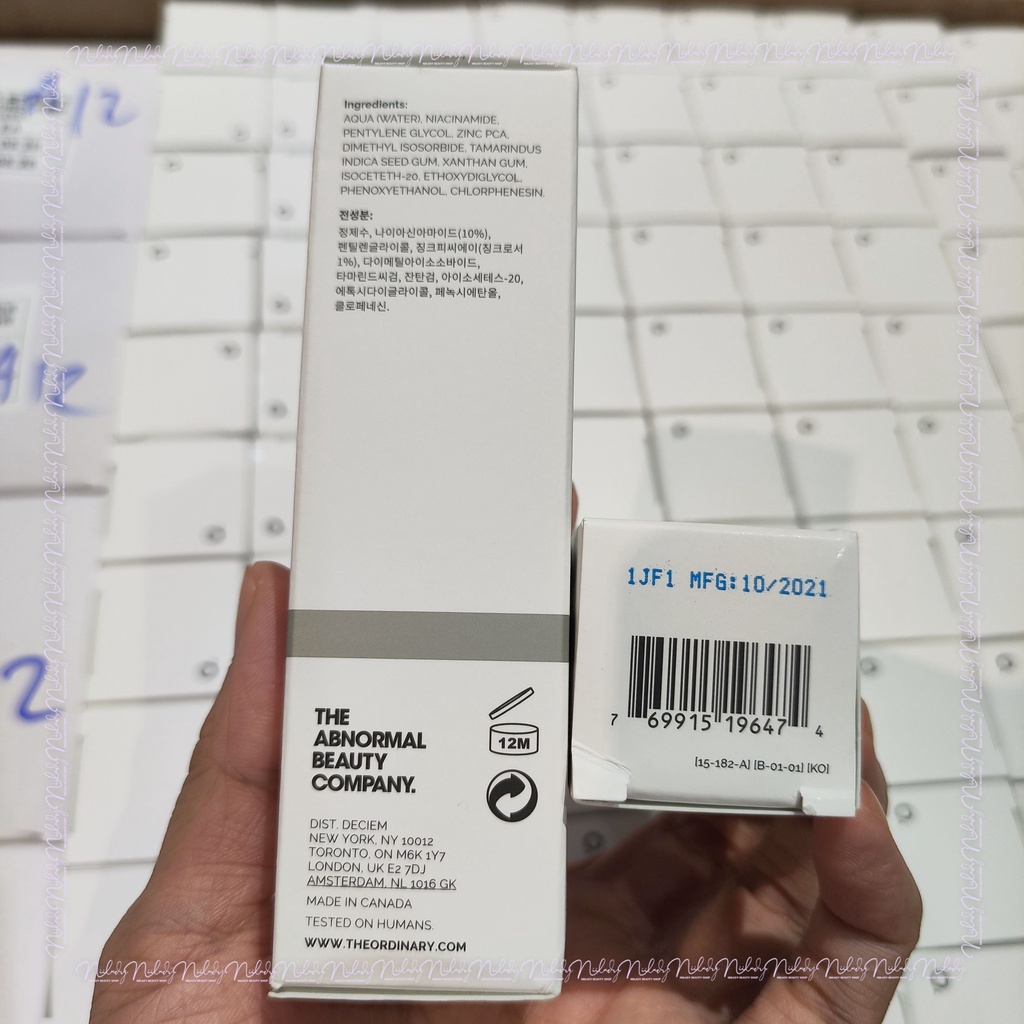 Ingredients:
AQUA (WATER), NIACINAMIDE,
PENTYLENE GLYCOL, ZINC PCA,
DIMETHYL ISOSORBIDE, TAMARINDUS
INDICA SEED GUM, XANTHAN GUM,
ISOCETETH-20, ETHOXYDIGLYCOL,
PHENOXYETHANOL, CHLORPHENESIN.
전성분:
정제수, 나이아신아마이드(10%),
펜틸렌글라이콜, 징크피씨에이(징크로서
1%), 다이메틸아이소소바이드,
타마린드씨검, 잔탄검, 아이소세테스-20,
에톡시다이글라이콜, 페녹시에탄올,
클로페네신.
THE
ABNORMAL
BEAUTY
COMPANY.
12M
DIST. DECIEM
NEW YORK, NY 10012
TORONTO, ON M6K 1Y7
LONDON, UK E2 7DJ
AMSTERDAM, NL 1016 GK
MADE IN CANADA
TESTED ON HUMANS.
WWW.THEORDINARY.COM
1JF1 MFG:10/2021
7 69915 19647 4
[15-182-A] [B-01-01] [KO]